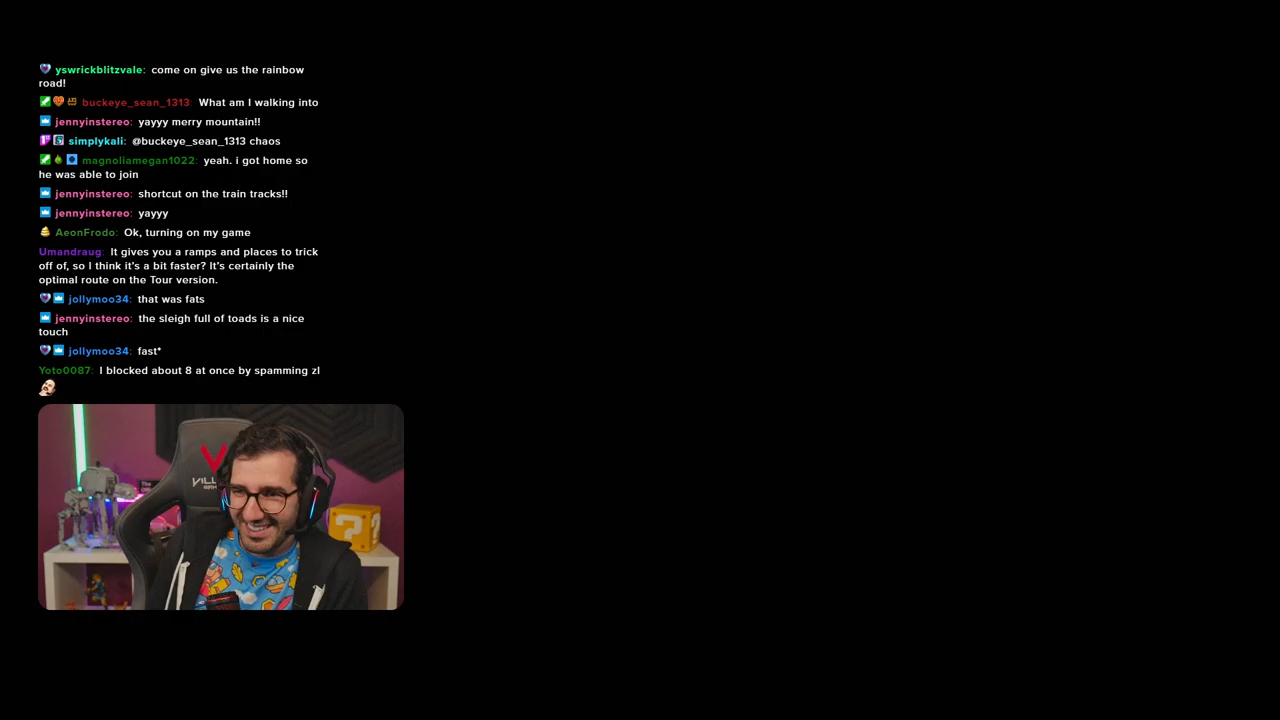 yswrickblitzvale: come on give us the rainbow
road!
buckeye_sean_1313: What am I walking into
jennyinstereo: yayyy merry mountain!!
simplykali: @buckeye_sean_1313 chaos
magnoliamegan1022: yeah. i got home so
he was able to join
jennyinstereo: shortcut on the train tracks!!
jennyinstereo: yayyy
AeonFrodo: Ok, turning on my game
Umandraug: It gives you a ramps and places to trick
off of, so I think it's a bit faster? It's certainly the
optimal route on the Tour version.
jollymoo34: that was fats
jennyinstereo: the sleigh full of toads is a nice
touch
jollymoo34: fast*
Yoto0087: I blocked about 8 at once by spamming zl
?